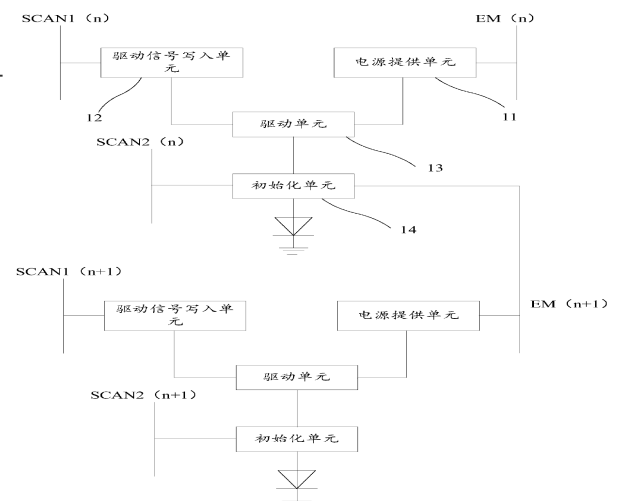 SCAN1（n）
EM（n）
驱动信号写入单
元
电源提供单元
12
11
驱动单元
SCAN2（n）
13
初始化单元
14
SCAN1（n+1）
EM（n+1）
驱动信号写入单
元
电源提供单元
驱动单元
SCAN2（n+1）
初始化单元